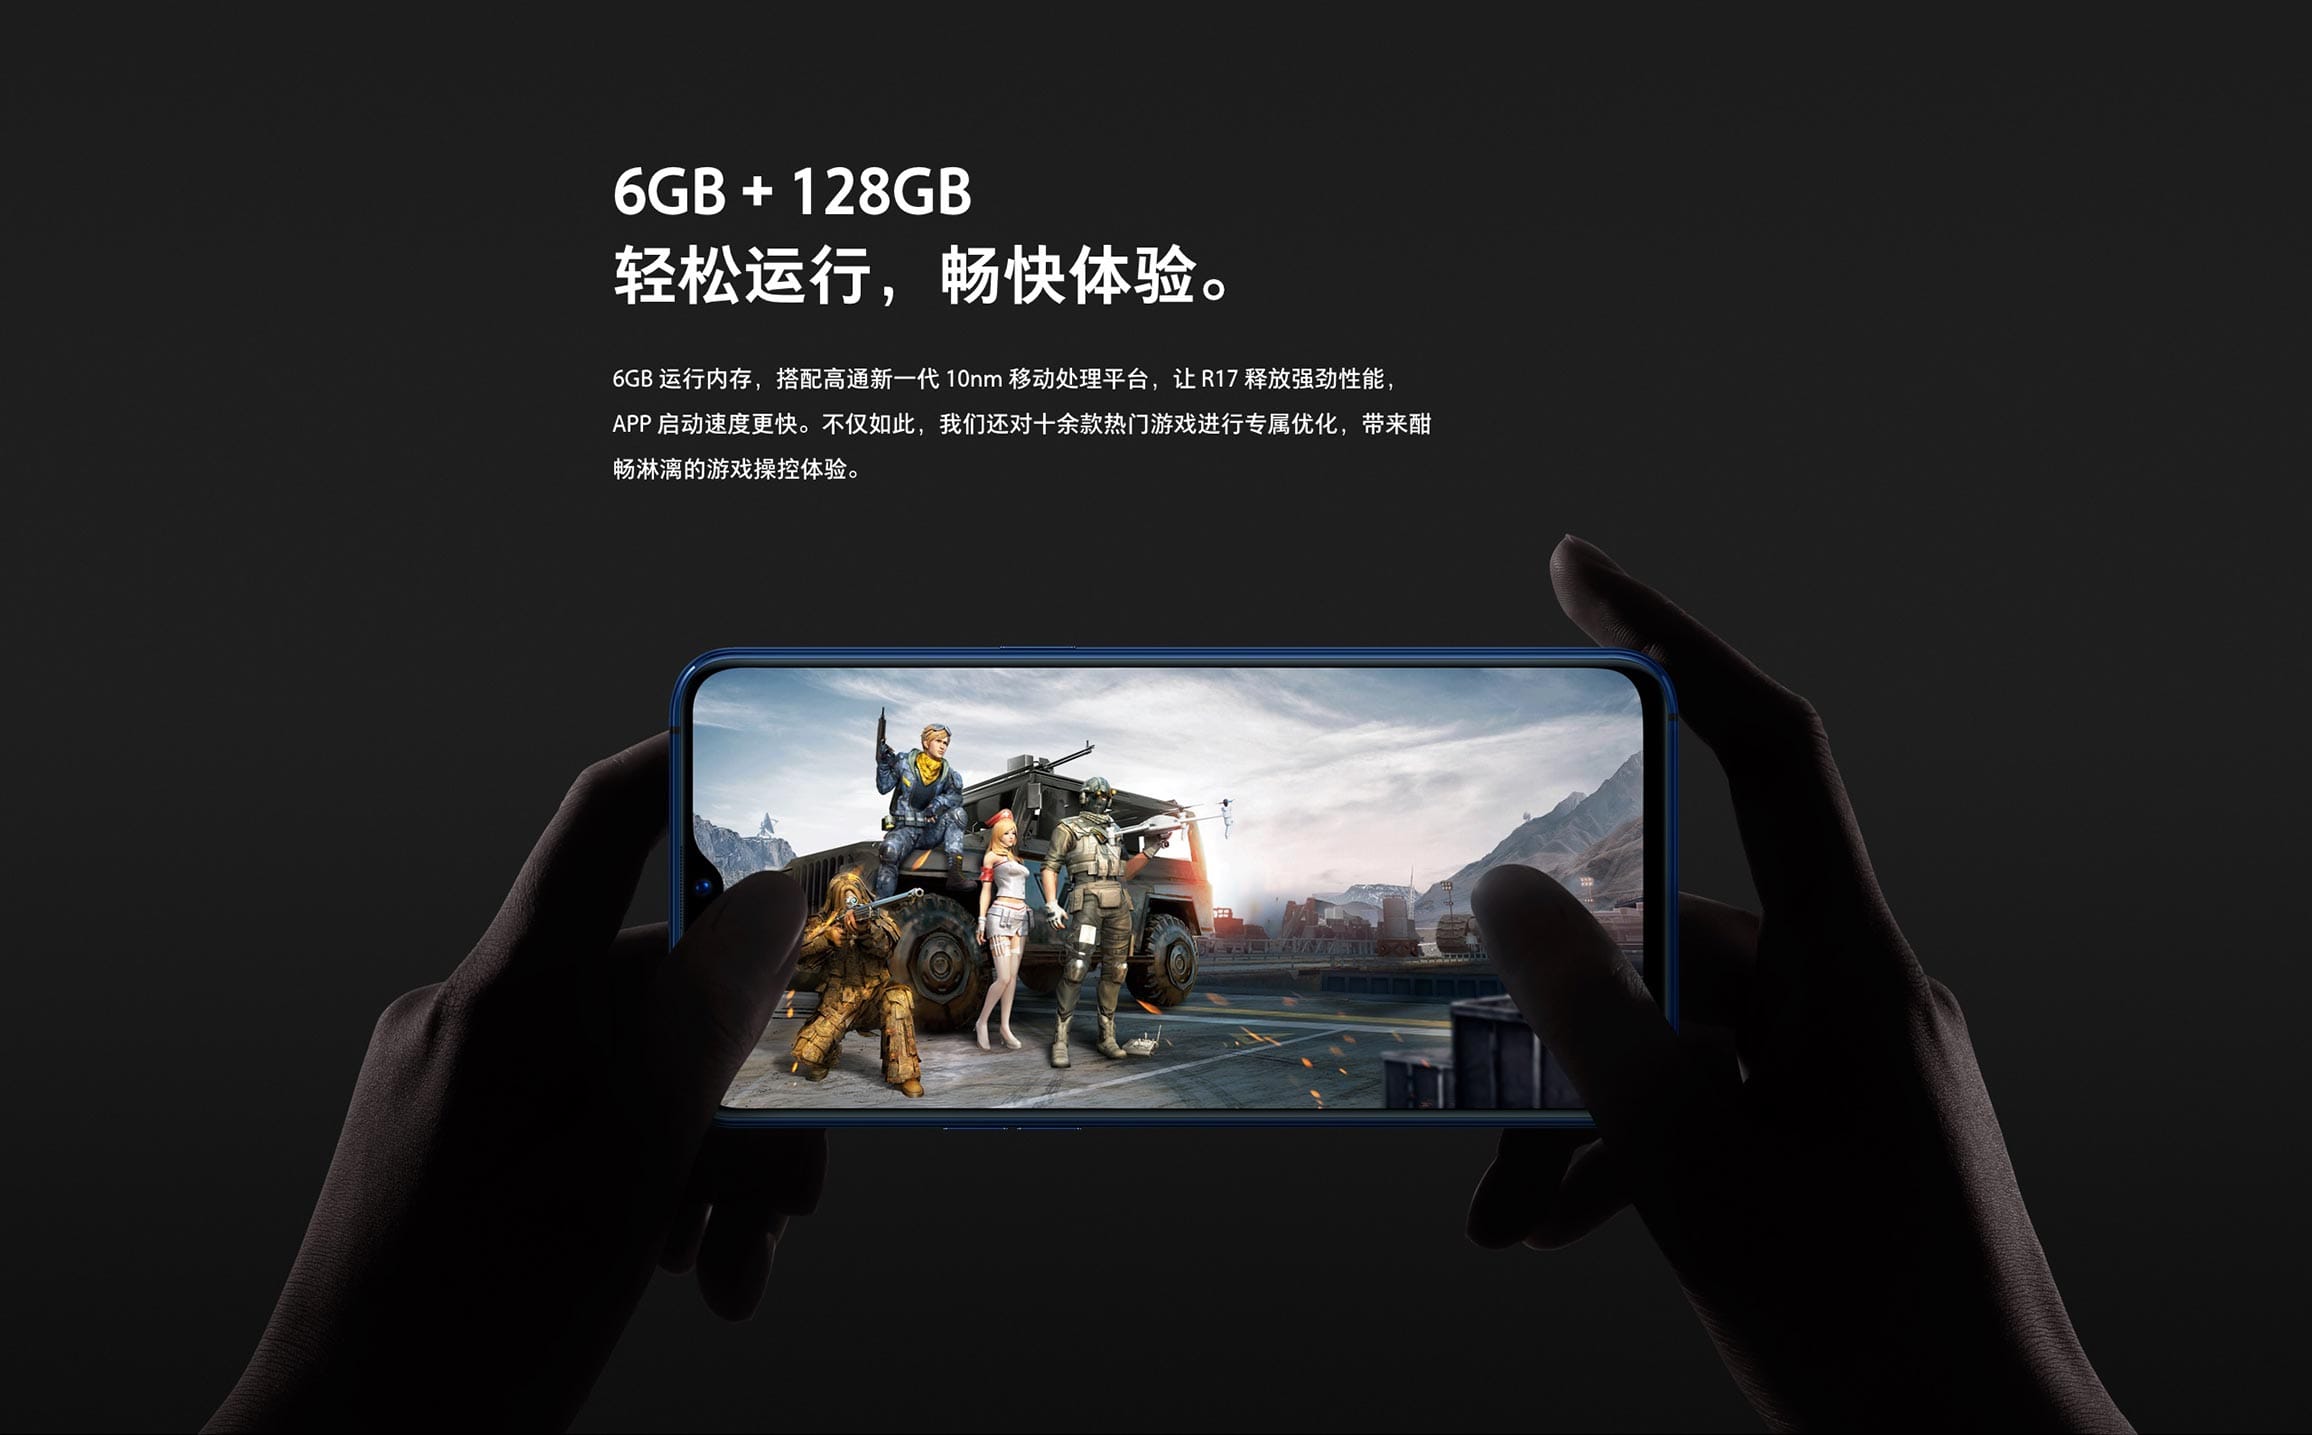 6GB + 128GB
轻松运行，畅快体验。
6GB 运行内存，搭配高通新一代 10nm 移动处理平台，让 R17 释放强劲性能，
APP 启动速度更快。不仅如此，我们还对十余款热门游戏进行专属优化，带来酣
畅淋漓的游戏操控体验。